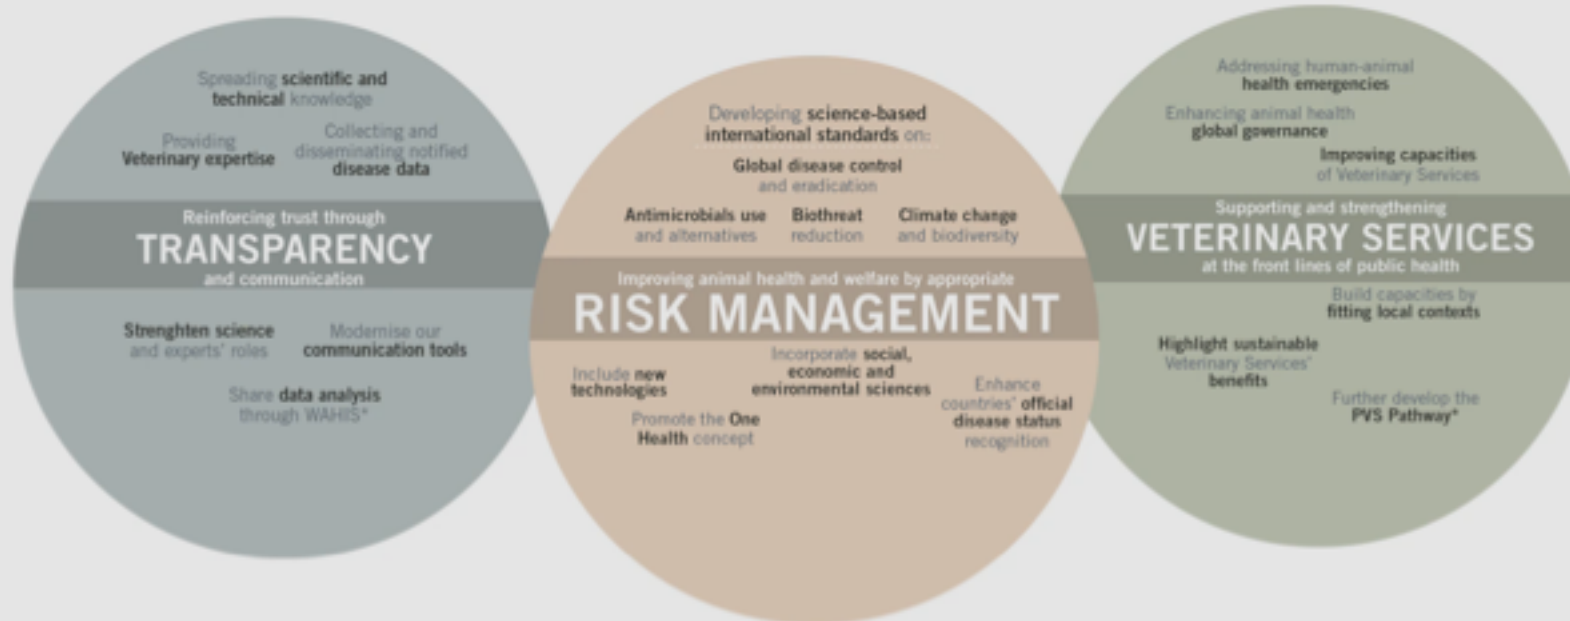 Spreading scientific and
technical knowledge
Providing
Veterinary expertise
Collecting and
disseminating notified
disease data
Reinforcing trust through
TRANSPARENCY
and communication
Strenghten science
and experts' roles
Modernise our
communication tools
Share data analysis
through WAHIS*
Developing science-based
international standards on:
Global disease control
and eradication
Antimicrobials use
and alternatives
Biothreat
reduction
Climate change
and biodiversity
Improving animal health and welfare by appropriate
RISK MANAGEMENT
Include new
technologies
Incorporate social,
economic and
environmental sciences
Promote the One
Health concept
Enhance
countries' official
disease status
recognition
Addressing human-animal
health emergencies
Enhancing animal health
global governance
Improving capacities
of Veterinary Services
Supporting and strengthening
VETERINARY SERVICES
at the front lines of public health
Build capacities by
fitting local contexts
Highlight sustainable
Veterinary Services'
benefits
Further develop the
PVS Pathway*